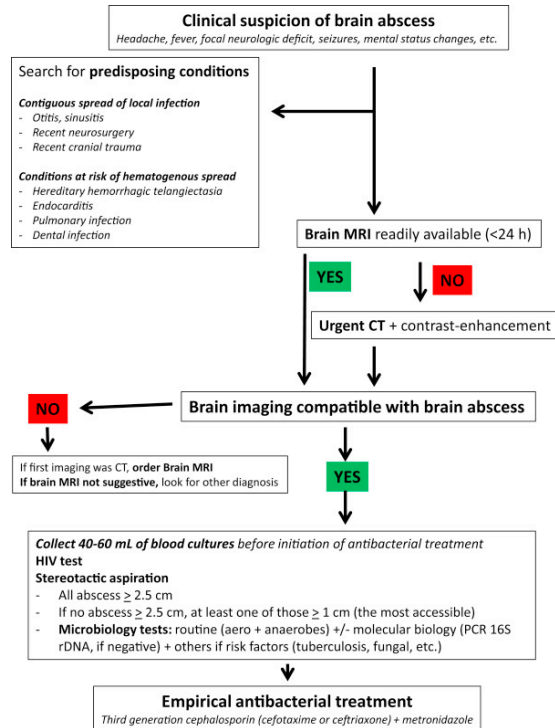 Clinical suspicion of brain abscess
Headache, fever, focal neurologic deficit, seizures, mental status changes, etc.
Search for predisposing conditions
Contiguous spread of local infection
- Otitis, sinusitis
- Recent neurosurgery
- Recent cranial trauma
Conditions at risk of hematogenous spread
- Hereditary hemorrhagic telangiectasia
- Endocarditis
- Pulmonary infection
- Dental infection
Brain MRI readily available (<24 h)
YES
NO
Urgent CT + contrast-enhancement
Brain imaging compatible with brain abscess
NO
If first imaging was CT, order Brain MRI
If brain MRI not suggestive, look for other diagnosis
YES
Collect 40-60 mL of blood cultures before initiation of antibacterial treatment
HIV test
Stereotactic aspiration
- All abscess ≥ 2.5 cm
- If no abscess ≥ 2.5 cm, at least one of those ≥ 1 cm (the most accessible)
- Microbiology tests: routine (aero + anaerobes) +/- molecular biology (PCR 16S
rDNA, if negative) + others if risk factors (tuberculosis, fungal, etc.)
Empirical antibacterial treatment
Third generation cephalosporin (cefotaxime or ceftriaxone) + metronidazole